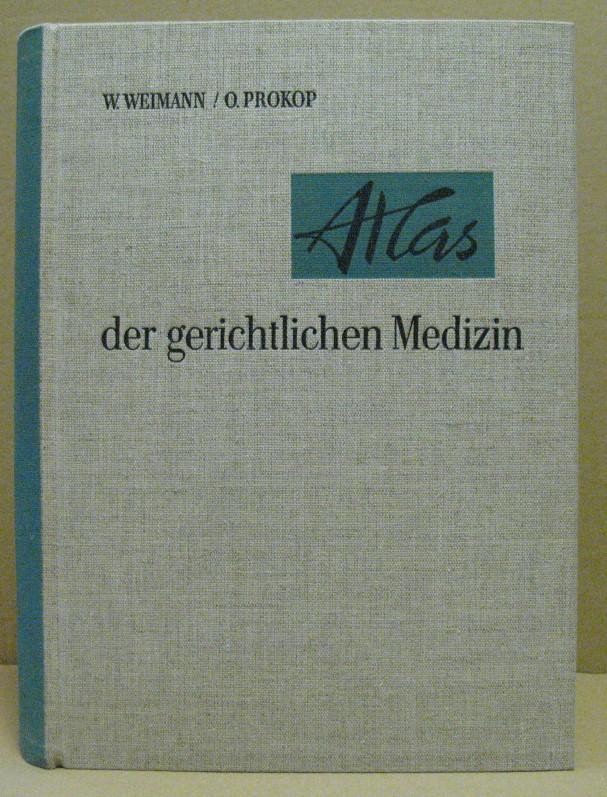 W. WEIMANN / O. PROKOP
Atlas
der gerichtlichen Medizin